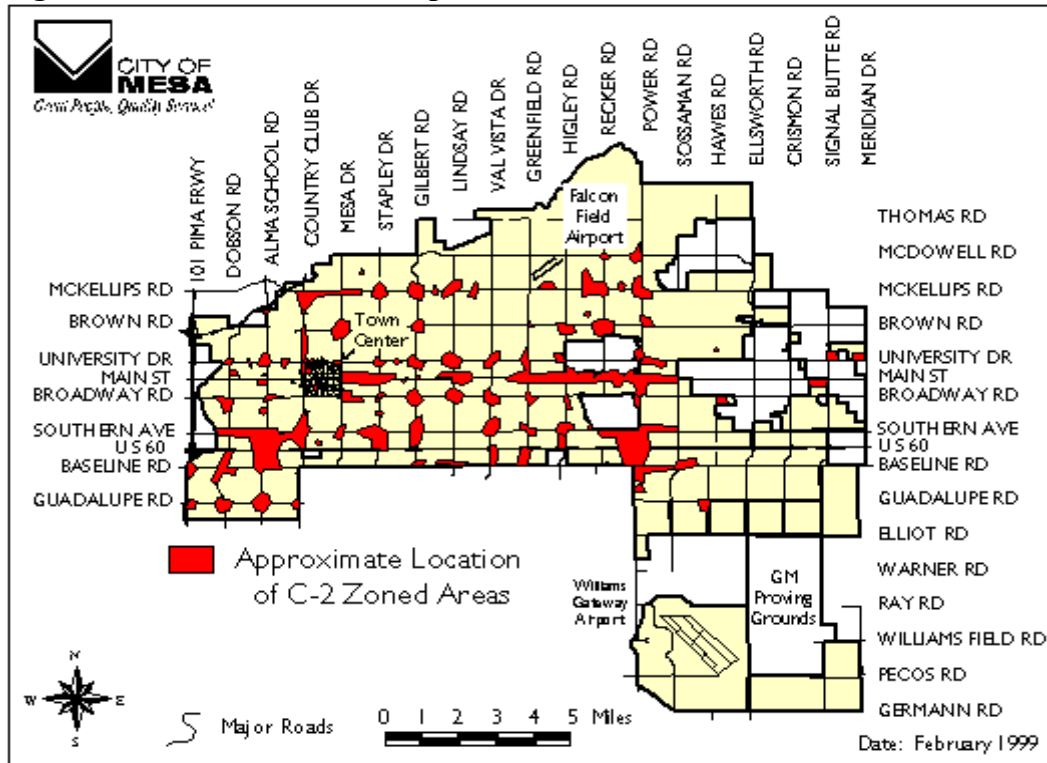 CITY OF
MESA
Great People, Quality Service!
101 PIMA FRWY
DOBSON RD
ALMA SCHOOL RD
COUNTRY CLUB DR
MESA DR
STAPLEY DR
GILBERT RD
LINDSAY RD
VAL VISTA DR
GREENFIELD RD
HIGLEY RD
RECKER RD
POWER RD
SOSSAMAN RD
HAWES RD
ELLSWORTH RD
CRISMON RD
SIGNAL BUTTE RD
MERIDIAN DR
MCKELLIPS RD
BROWN RD
UNIVERSITY DR
MAIN ST
BROADWAY RD
SOUTHERN AVE
US 60
BASELINE RD
GUADALUPE RD
Falcon
Field
Airport
Town
Center
THOMAS RD
MCDOWELL RD
MCKELLIPS RD
BROWN RD
UNIVERSITY DR
MAIN ST
BROADWAY RD
SOUTHERN AVE
US 60
BASELINE RD
GUADALUPE RD
ELLIOT RD
WARNER RD
RAY RD
WILLIAMS FIELD RD
PECOS RD
GERMANN RD
Approximate Location
of C-2 Zoned Areas
Williams
Gateway
Airport
GM
Proving
Grounds
N
W
E
S
Major Roads
0 1 2 3 4 5 Miles
Date: February 1999